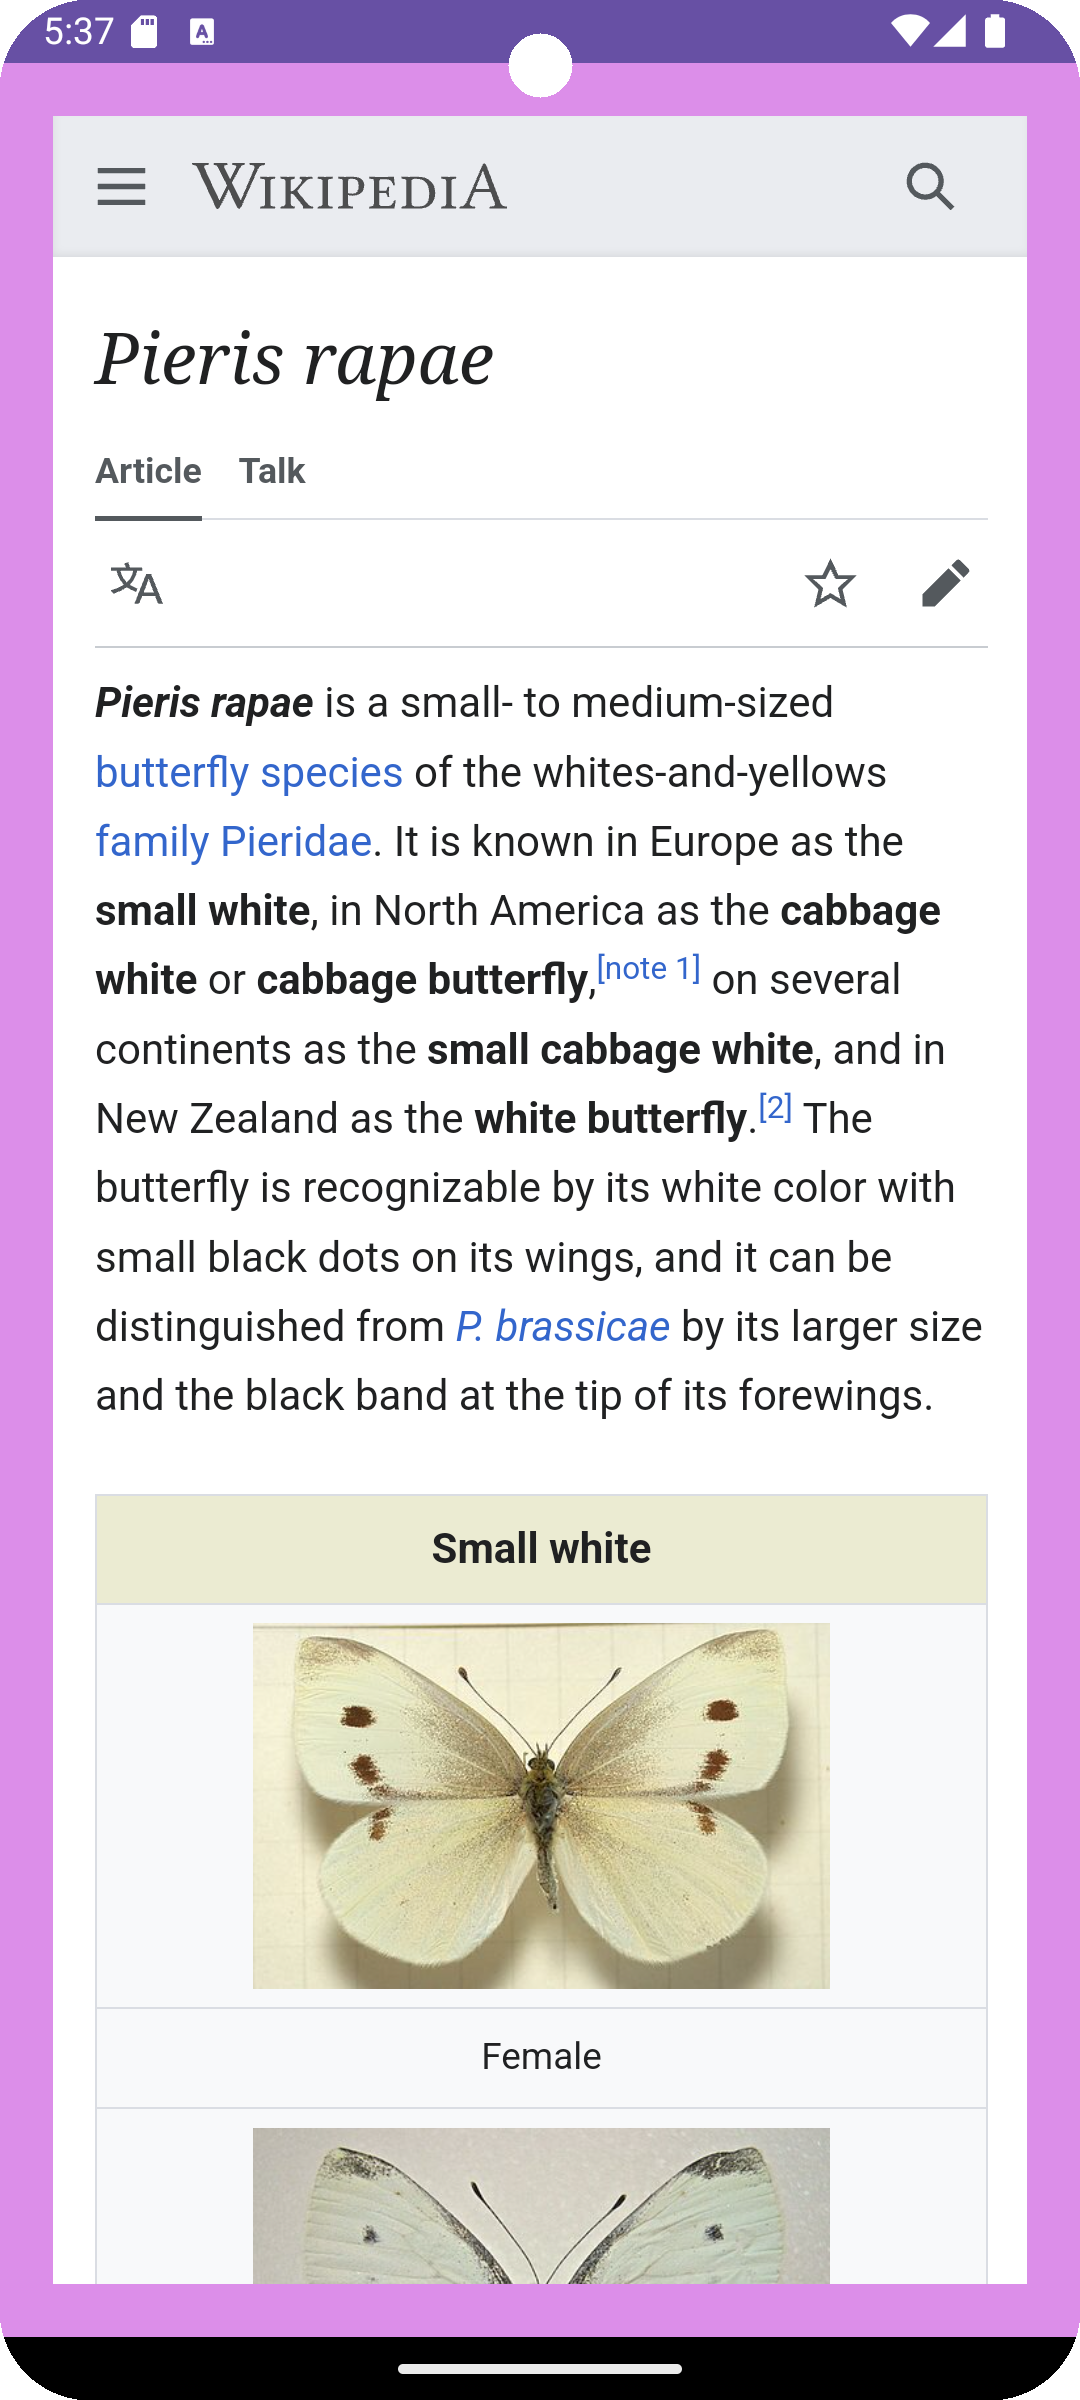 5:37
WIKIPEDIA
Pieris rapae
Article Talk
Pieris rapae is a small- to medium-sized
butterfly species of the whites-and-yellows
family Pieridae. It is known in Europe as the
small white, in North America as the cabbage
white or cabbage butterfly,[note 1] on several
continents as the small cabbage white, and in
New Zealand as the white butterfly.[2] The
butterfly is recognizable by its white color with
small black dots on its wings, and it can be
distinguished from P. brassicae by its larger size
and the black band at the tip of its forewings.
Small white
Female